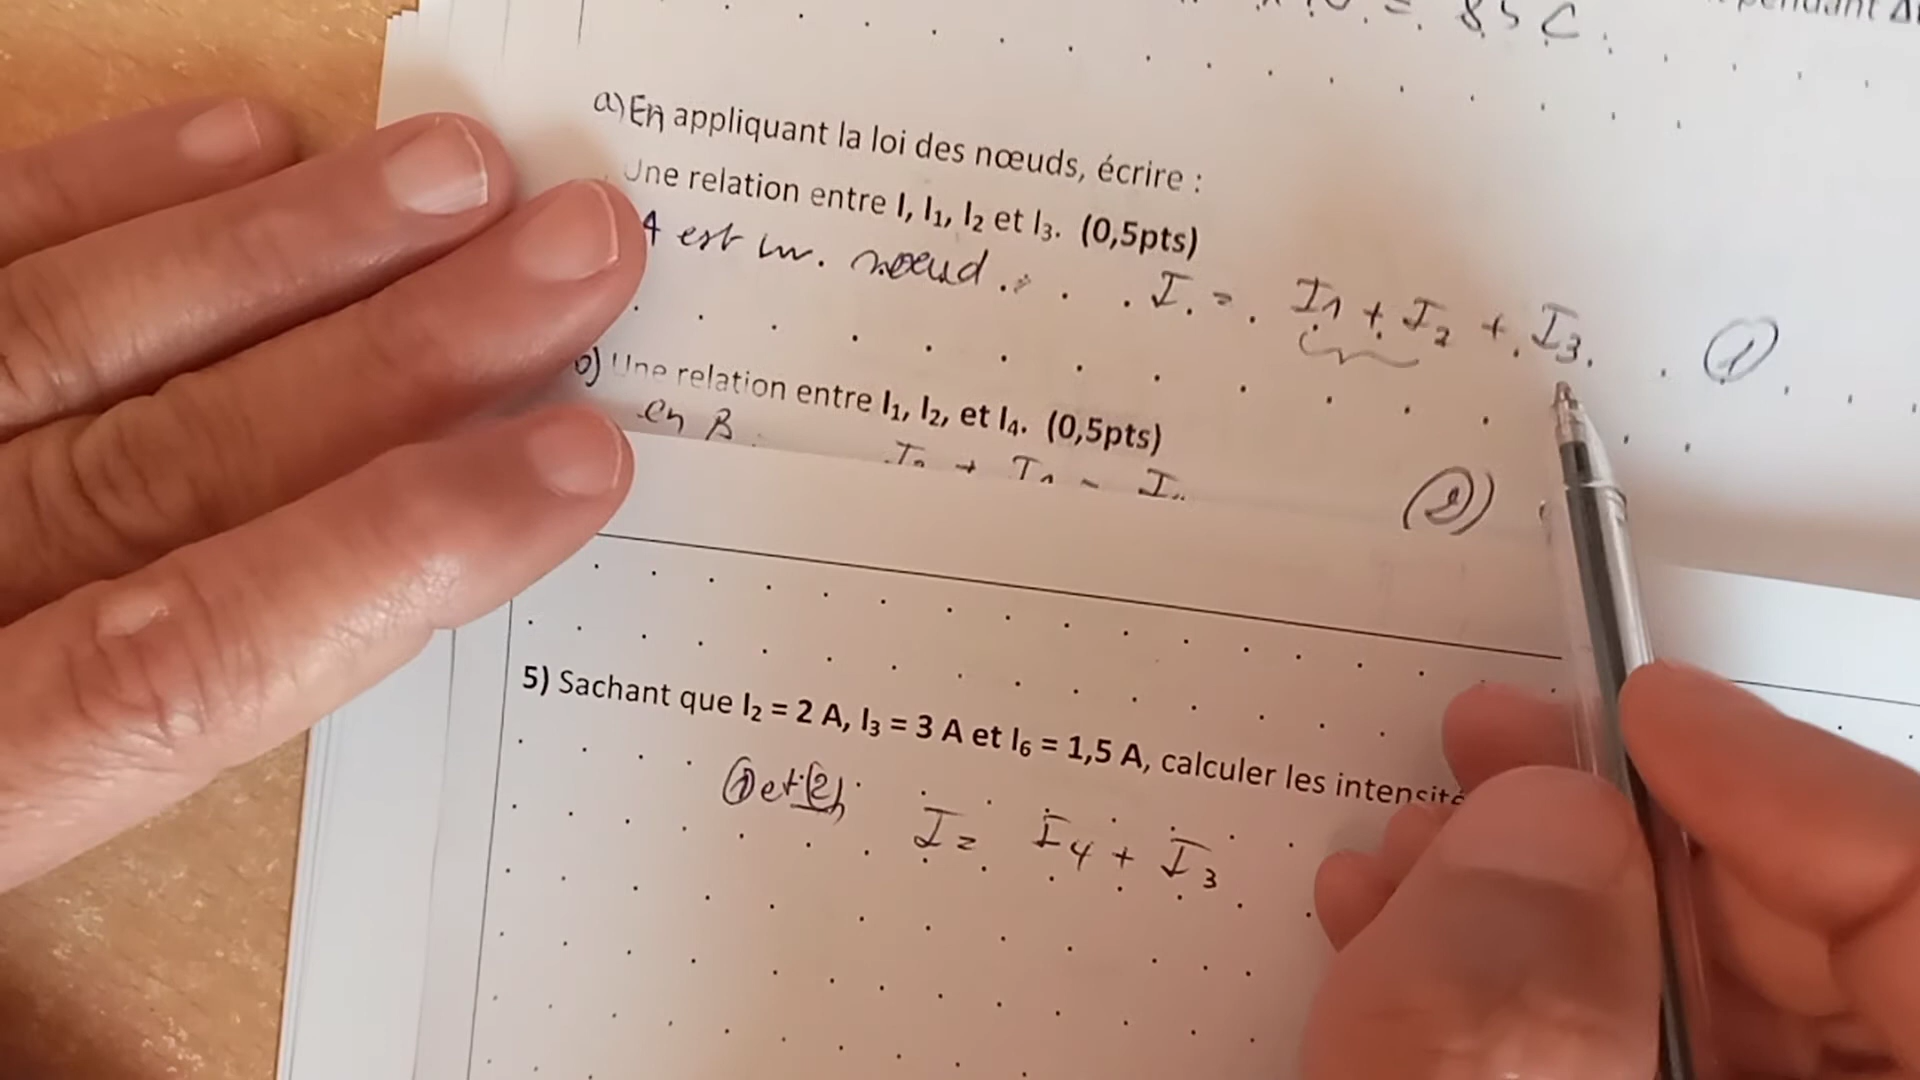 = 85 C
a) En appliquant la loi des nœuds, écrire :
Une relation entre I, I₁, I₂ et I₃. (0,5pts)
A est un nœud. I = I1 + I2 + I3. ①
b) Une relation entre I₁, I₂, et I₄. (0,5pts)
en B
(2)
5) Sachant que I₂ = 2 A, I₃ = 3 A et I₆ = 1,5 A, calculer les intensité
① et (2) I = I4 + I3